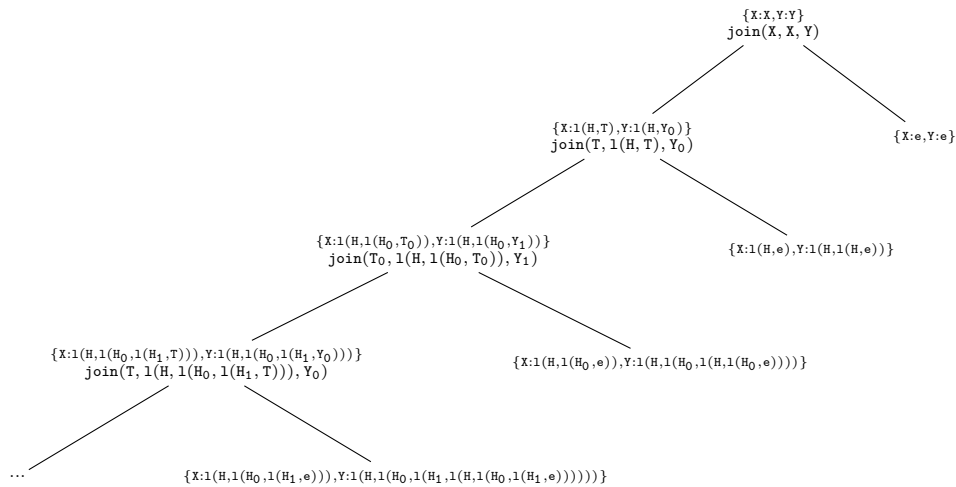 {X:X,Y:Y}
join(X, X, Y)
{X:l(H,T),Y:l(H,Y₀)}
join(T, l(H, T), Y₀)
{X:e,Y:e}
{X:l(H,l(H₀,T₀)),Y:l(H,l(H₀,Y₁))}
join(T₀, l(H, l(H₀, T₀)), Y₁)
{X:l(H,e),Y:l(H,l(H,e))}
{X:l(H,l(H₀,l(H₁,T))),Y:l(H,l(H₀,l(H₁,Y₀)))}
join(T, l(H, l(H₀, l(H₁, T))), Y₀)
{X:l(H,l(H₀,e)),Y:l(H,l(H₀,l(H,l(H₀,e))))}
...
{X:l(H,l(H₀,l(H₁,e))),Y:l(H,l(H₀,l(H₁,l(H,l(H₀,l(H₁,e))))))}